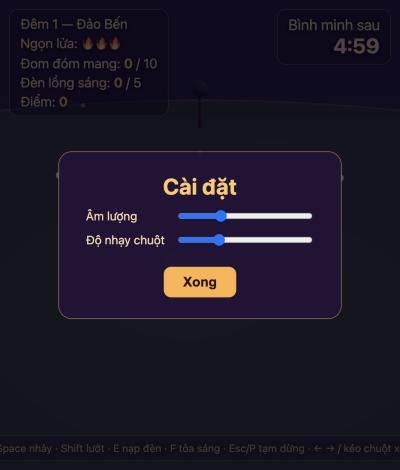 Đêm 1 — Đảo Bến
Ngọn lửa: 🔥🔥🔥
Đom đóm mang: 0 / 10
Đèn lồng sáng: 0 / 5
Điểm: 0
Bình minh sau
4:59
Cài đặt
Âm lượng
Độ nhạy chuột
Xong
Space nhảy · Shift lướt · E nạp đèn · F tỏa sáng · Esc/P tạm dừng · ← → / kéo chuột